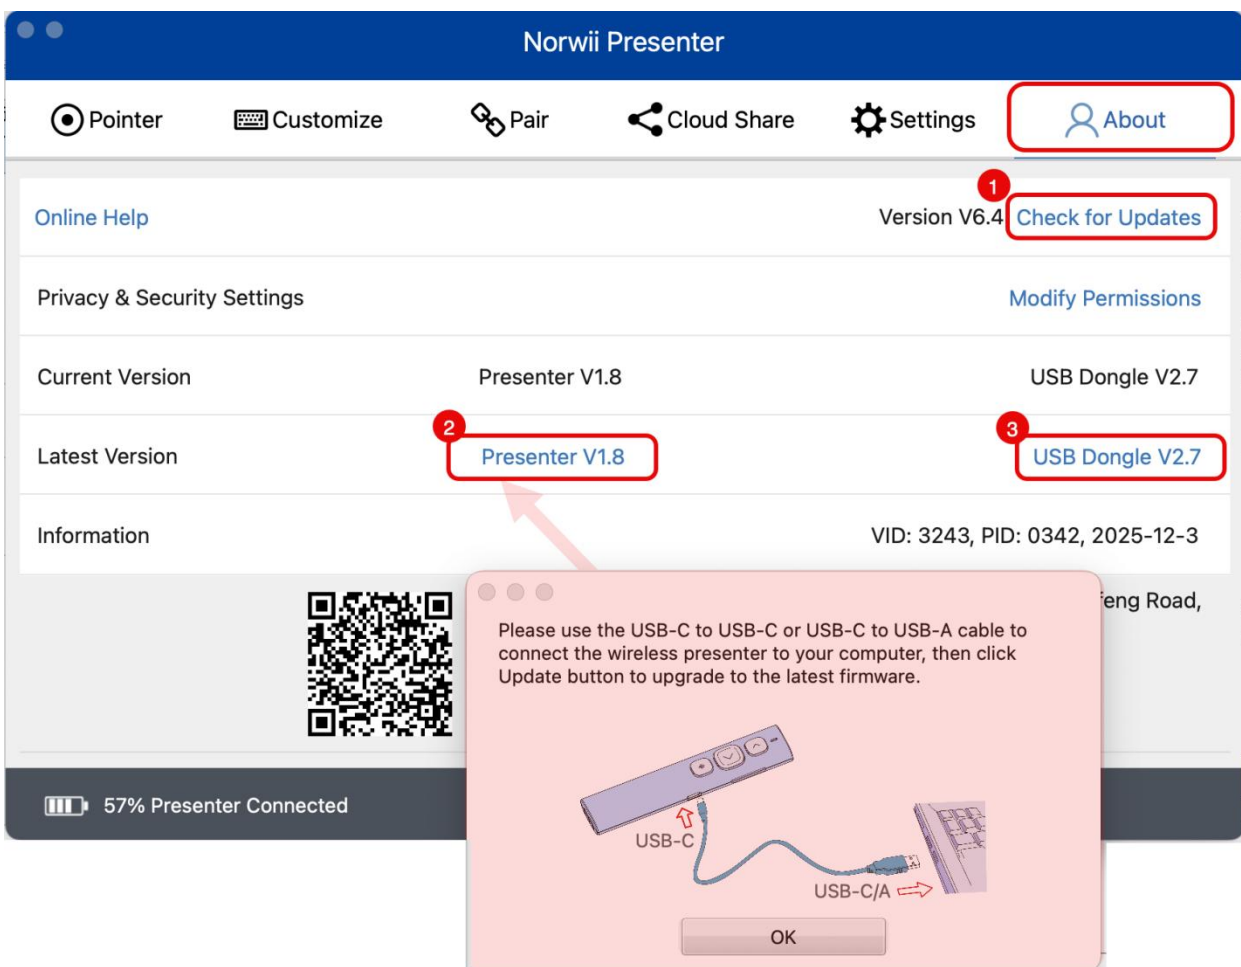 Norwii Presenter
Pointer Customize Pair Cloud Share Settings About
1
Online Help Version V6.4 Check for Updates
Privacy & Security Settings Modify Permissions
Current Version Presenter V1.8 USB Dongle V2.7
2 3
Latest Version Presenter V1.8 USB Dongle V2.7
Information VID: 3243, PID: 0342, 2025-12-3
Road,
Please use the USB-C to USB-C or USB-C to USB-A cable to
connect the wireless presenter to your computer, then click
Update button to upgrade to the latest firmware.
57% Presenter Connected
USB-C
USB-C/A
OK